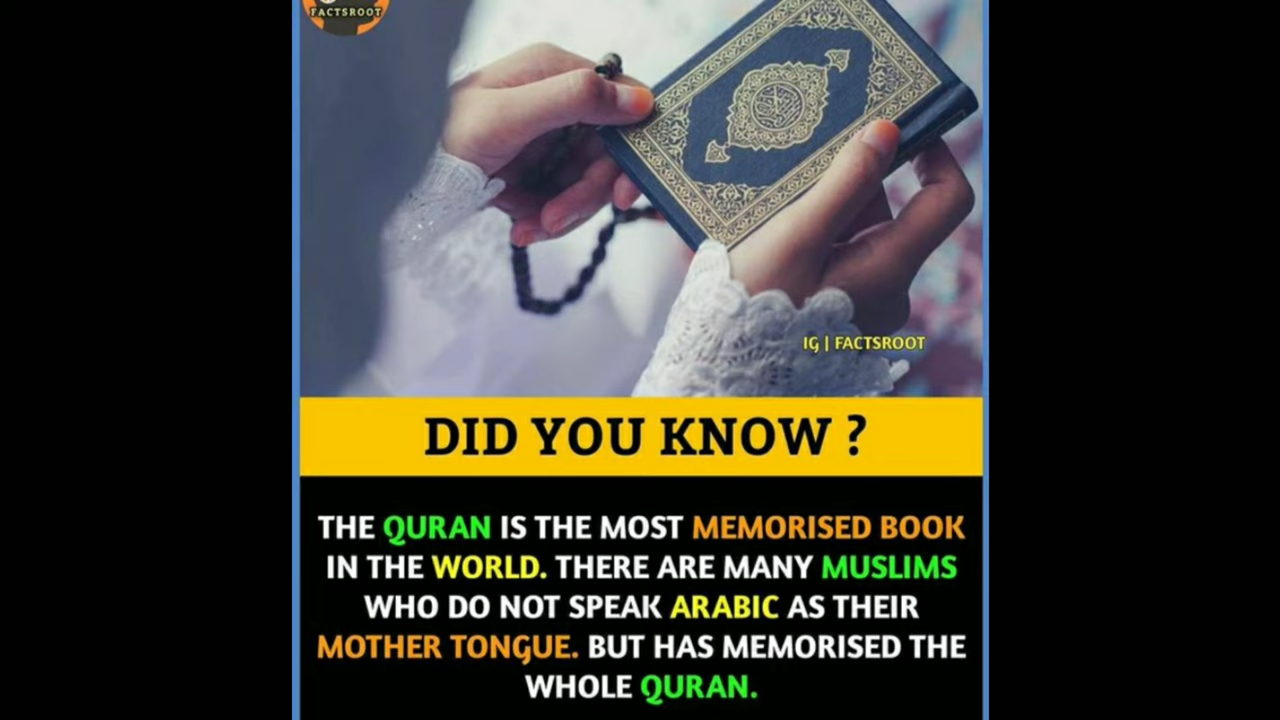 FACTSROOT
IG | FACTSROOT
DID YOU KNOW ?
THE QURAN IS THE MOST MEMORISED BOOK
IN THE WORLD. THERE ARE MANY MUSLIMS
WHO DO NOT SPEAK ARABIC AS THEIR
MOTHER TONGUE. BUT HAS MEMORISED THE
WHOLE QURAN.